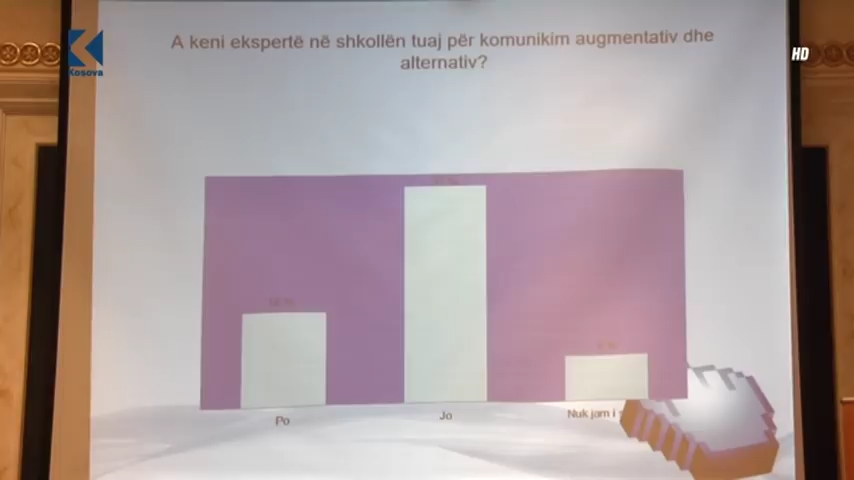 A keni ekspertë në shkollën tuaj për komunikim augmentativ dhe
alternativ?
Kosova
HD
Po
Jo
Nuk jam i